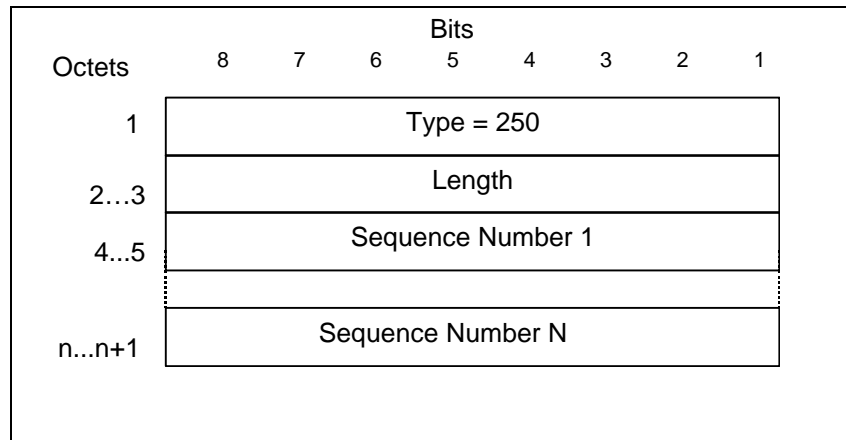 Bits
Octets 8 7 6 5 4 3 2 1
1 Type = 250
2…3 Length
4...5 Sequence Number 1
n...n+1 Sequence Number N